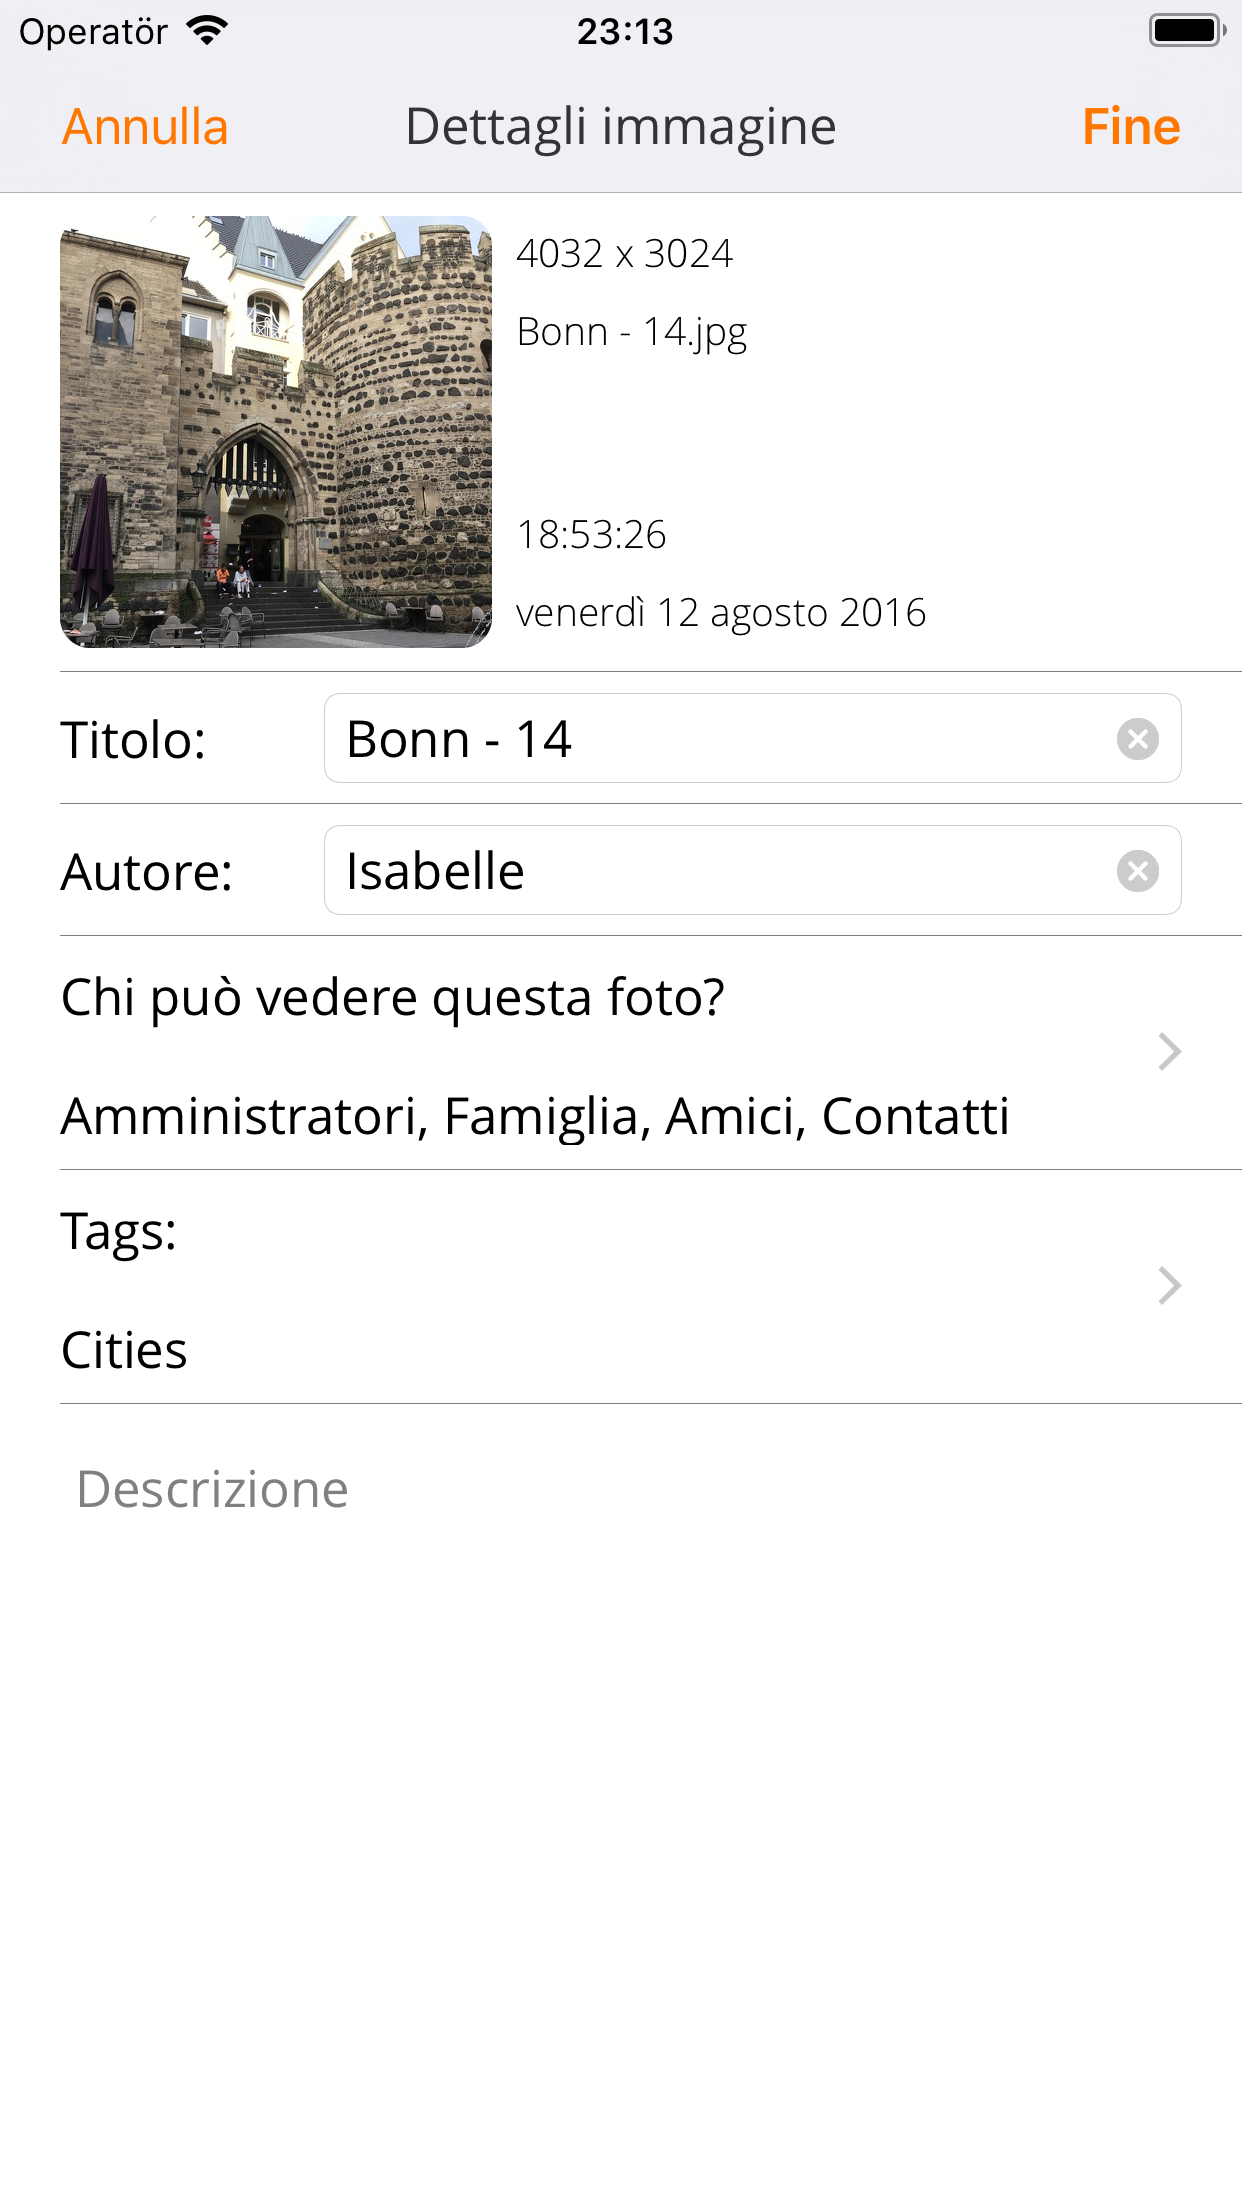 Operatör 23:13
Annulla Dettagli immagine Fine
4032 x 3024
Bonn - 14.jpg
18:53:26
venerdì 12 agosto 2016
Titolo: Bonn - 14
Autore: Isabelle
Chi può vedere questa foto?
Amministratori, Famiglia, Amici, Contatti
Tags:
Cities
Descrizione